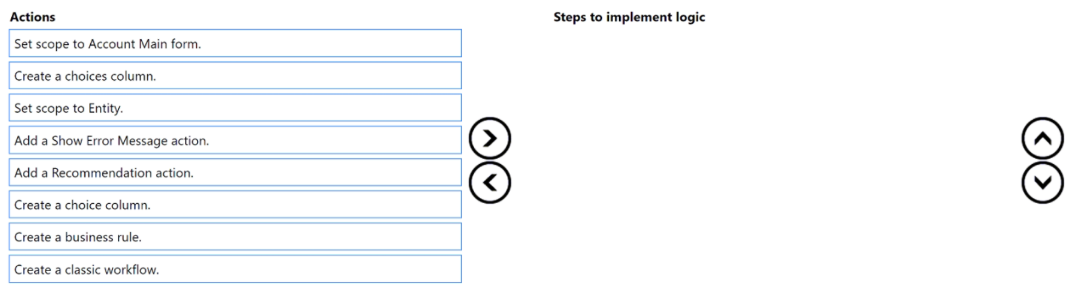 Actions
Steps to implement logic
Set scope to Account Main form.
Create a choices column.
Set scope to Entity.
Add a Show Error Message action.
Add a Recommendation action.
Create a choice column.
Create a business rule.
Create a classic workflow.